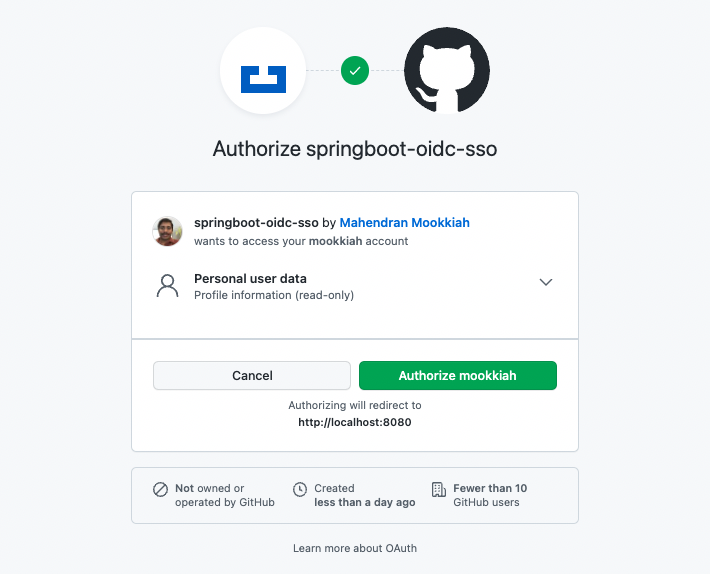 Authorize springboot-oidc-sso
springboot-oidc-sso by Mahendran Mookkiah
wants to access your mookkiah account
Personal user data
Profile information (read-only)
Cancel
Authorize mookkiah
Authorizing will redirect to
http://localhost:8080
Not owned or
operated by GitHub
Created
less than a day ago
Fewer than 10
GitHub users
Learn more about OAuth